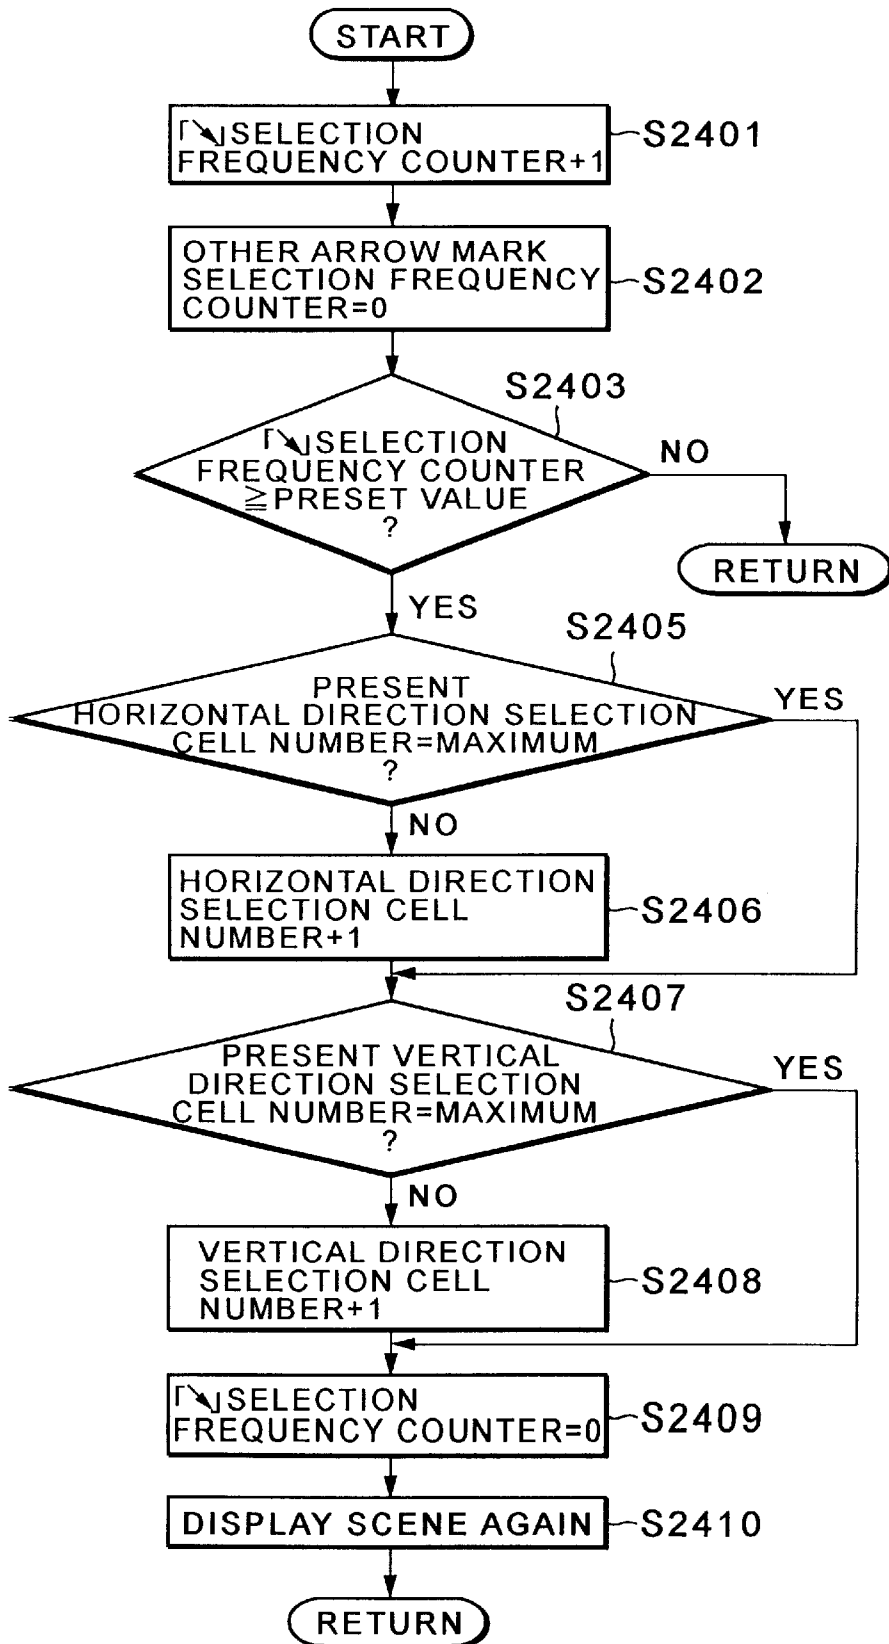 START
「↘」SELECTION
FREQUENCY COUNTER+1
S2401
OTHER ARROW MARK
SELECTION FREQUENCY
COUNTER=0
S2402
S2403
「↘」SELECTION
FREQUENCY COUNTER
≧PRESET VALUE
?
NO
RETURN
YES
S2405
PRESENT
HORIZONTAL DIRECTION SELECTION
CELL NUMBER=MAXIMUM
?
YES
NO
HORIZONTAL DIRECTION
SELECTION CELL
NUMBER+1
S2406
S2407
PRESENT VERTICAL
DIRECTION SELECTION
CELL NUMBER=MAXIMUM
?
YES
NO
VERTICAL DIRECTION
SELECTION CELL
NUMBER+1
S2408
「↘」SELECTION
FREQUENCY COUNTER=0
S2409
DISPLAY SCENE AGAIN
S2410
RETURN